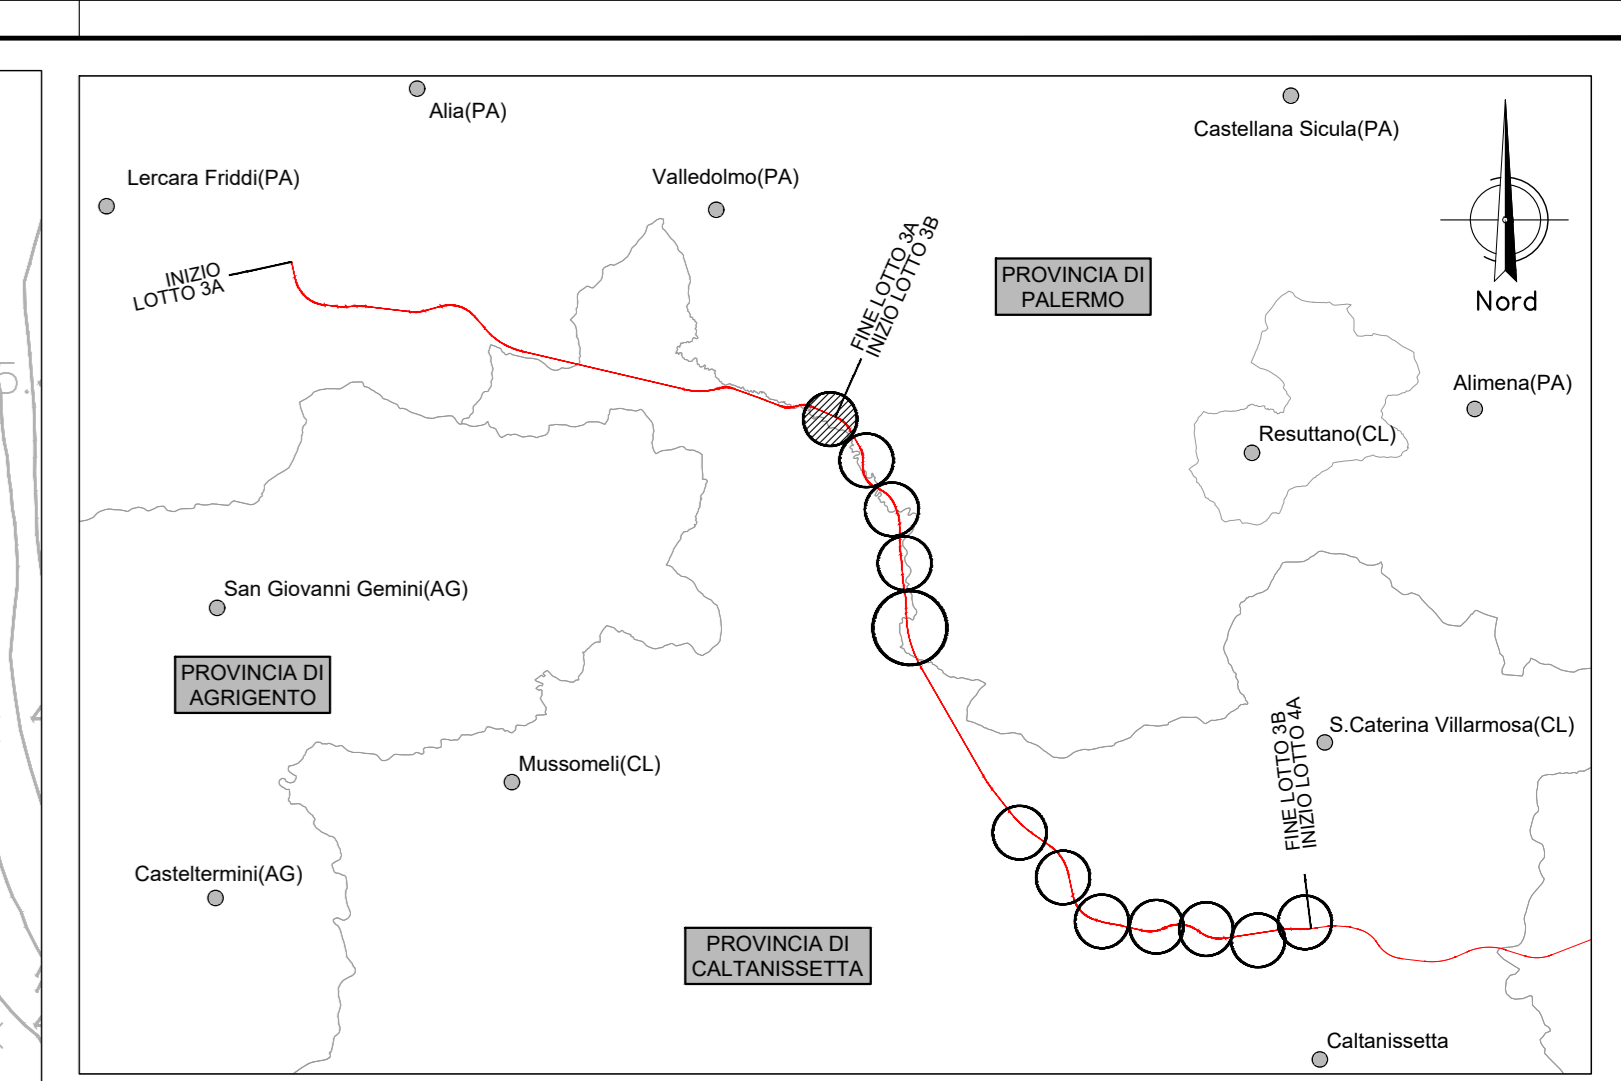 Alia(PA)
Castellana Sicula(PA)
Lercara Friddi(PA)
Valledolmo(PA)
INIZIO
LOTTO 3A
FINE LOTTO 3A
INIZIO LOTTO 3B
PROVINCIA DI
PALERMO
Nord
Alimena(PA)
Resuttano(CL)
San Giovanni Gemini(AG)
PROVINCIA DI
AGRIGENTO
FINE LOTTO 3B
INIZIO LOTTO 4A
S.Caterina Villarmosa(CL)
Mussomeli(CL)
Casteltermini(AG)
PROVINCIA DI
CALTANISSETTA
Caltanissetta